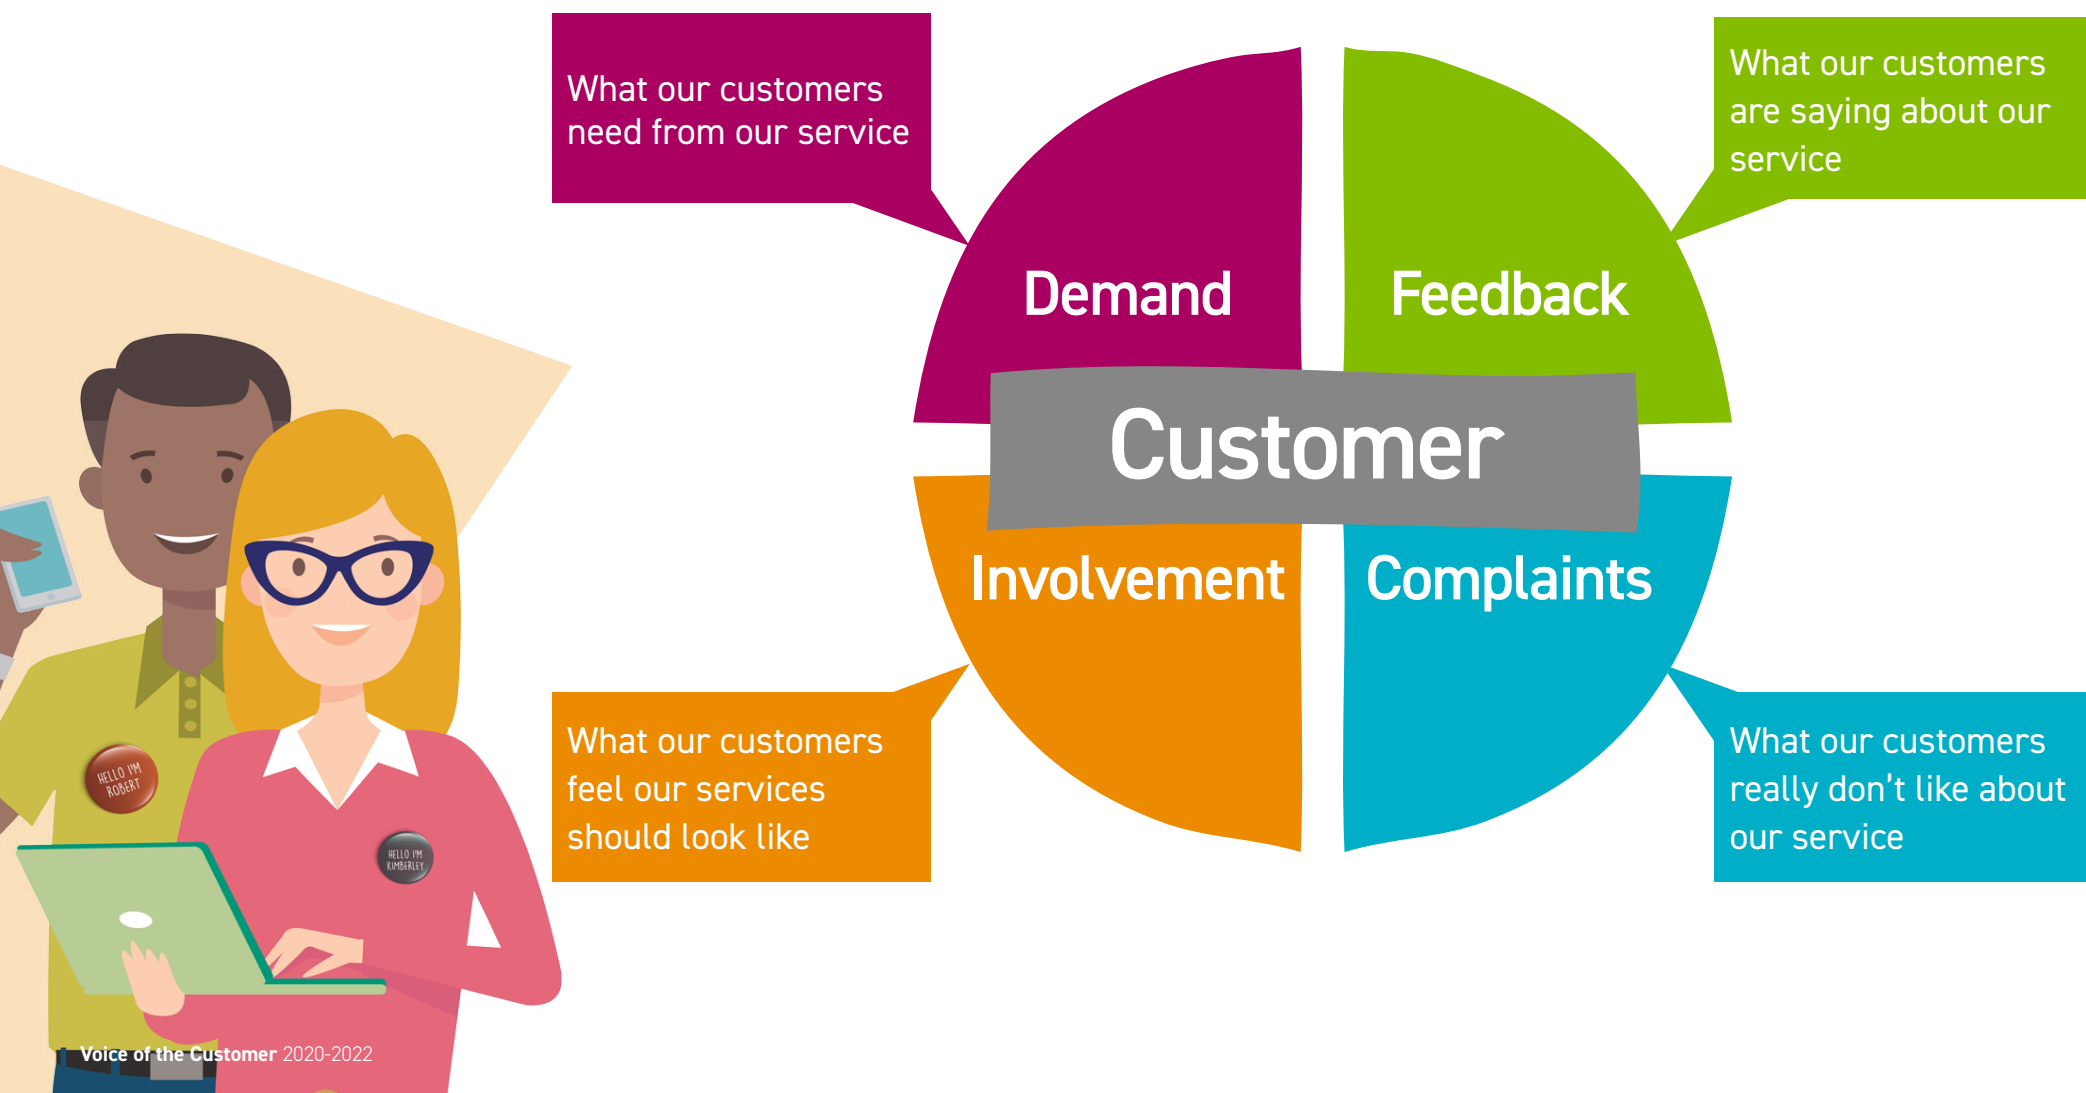 What our customers
need from our service
What our customers
are saying about our
service
Demand
Feedback
Customer
Involvement
Complaints
What our customers
feel our services
should look like
What our customers
really don't like about
our service
HELLO I'M
ROBERT
HELLO I'M
KIMBERLEY
Voice of the Customer 2020-2022